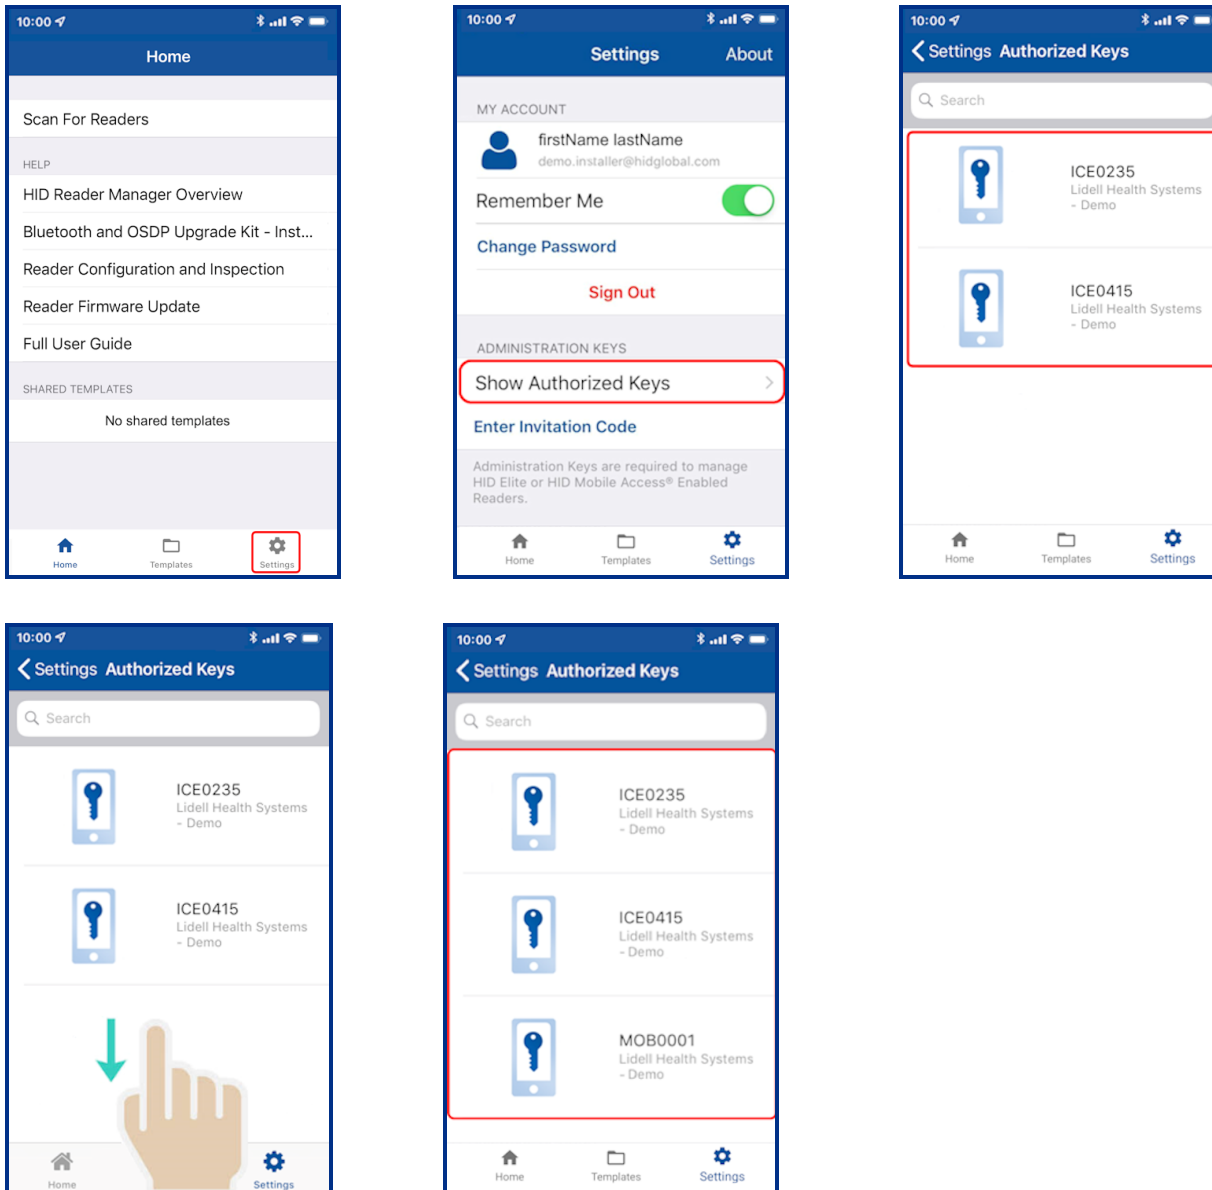 10:00
Home
Scan For Readers
HELP
HID Reader Manager Overview
Bluetooth and OSDP Upgrade Kit - Inst...
Reader Configuration and Inspection
Reader Firmware Update
Full User Guide
SHARED TEMPLATES
No shared templates
Home Templates Settings
10:00
Settings About
MY ACCOUNT
firstName lastName
demo.installer@hidglobal.com
Remember Me
Change Password
Sign Out
ADMINISTRATION KEYS
Show Authorized Keys
Enter Invitation Code
Administration Keys are required to manage
HID Elite or HID Mobile Access® Enabled
Readers.
Home Templates Settings
10:00
Settings Authorized Keys
Search
ICE0235
Lidell Health Systems
- Demo
ICE0415
Lidell Health Systems
- Demo
Home Templates Settings
10:00
Settings Authorized Keys
Search
ICE0235
Lidell Health Systems
- Demo
ICE0415
Lidell Health Systems
- Demo
Home Settings
10:00
Settings Authorized Keys
Search
ICE0235
Lidell Health Systems
- Demo
ICE0415
Lidell Health Systems
- Demo
MOB0001
Lidell Health Systems
- Demo
Home Templates Settings